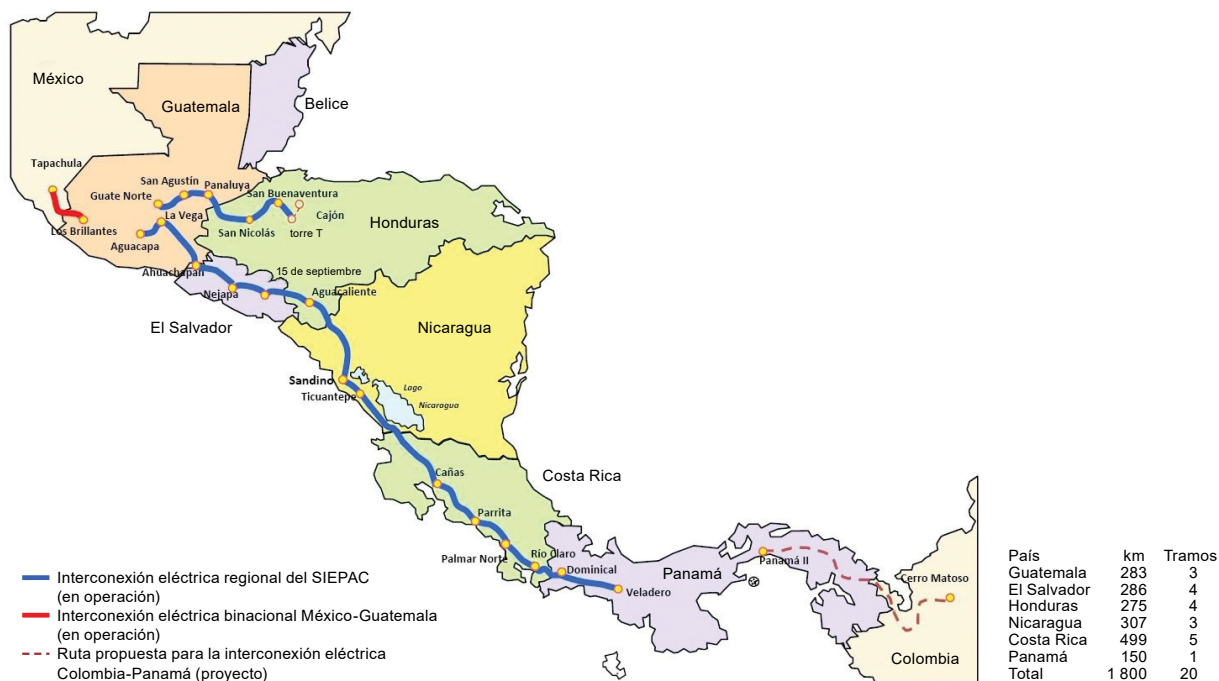 México
Guatemala
Belice
Tapachula
San Agustín
Panaluya
Guate Norte
San Buenaventura
La Vega
Cajón
Honduras
Los Brillantes
San Nicolás
torre T
Aguacapa
Ahuachapán
15 de septiembre
Nejapa
Aguacaliente
El Salvador
Nicaragua
Sandino
Lago
Ticuantepe
Nicaragua
Cañas
Costa Rica
Parrita
Palmar Norte
Río Claro
Dominical
Panamá
Panamá II
Veladero
Cerro Matoso
Colombia
Interconexión eléctrica regional del SIEPAC
(en operación)
Interconexión eléctrica binacional México-Guatemala
(en operación)
Ruta propuesta para la interconexión eléctrica
Colombia-Panamá (proyecto)
País km Tramos
Guatemala 283 3
El Salvador 286 4
Honduras 275 4
Nicaragua 307 3
Costa Rica 499 5
Panamá 150 1
Total 1 800 20